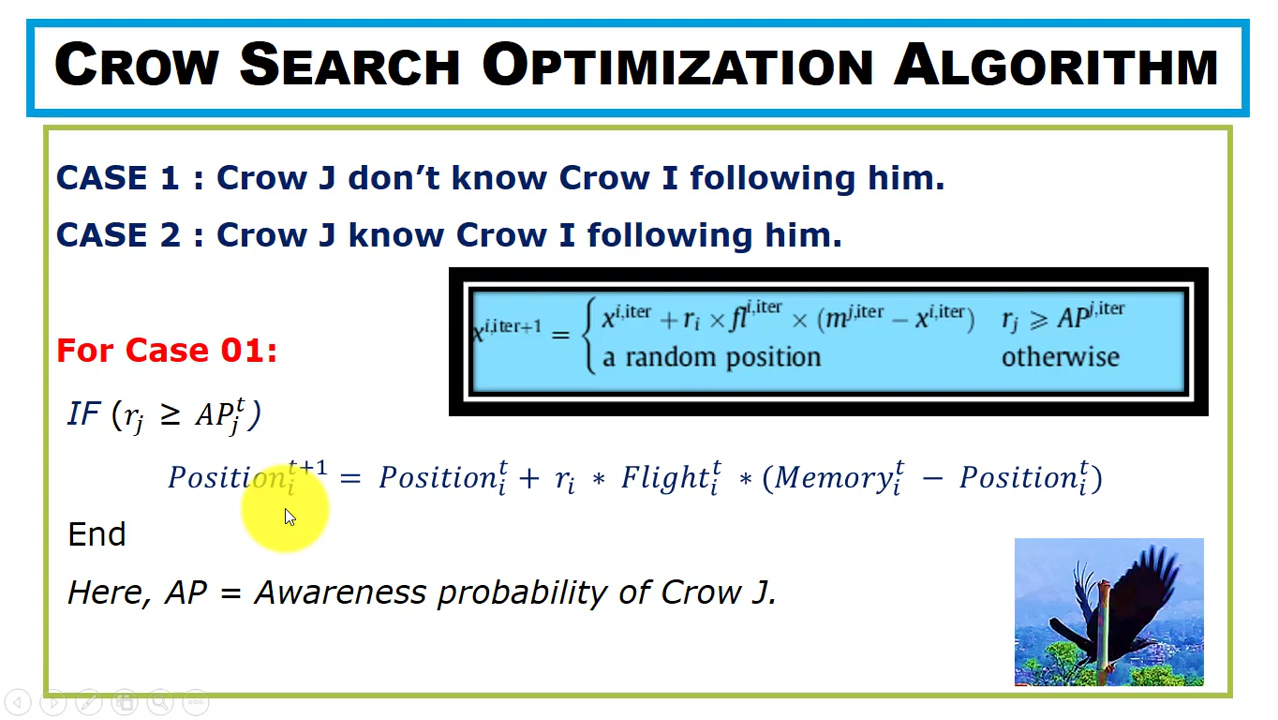 CROW SEARCH OPTIMIZATION ALGORITHM
CASE 1 : Crow J don’t know Crow I following him.
CASE 2 : Crow J know Crow I following him.
x^{i,iter+1} = { x^{i,iter} + r_i × fl^{i,iter} × (m^{j,iter} − x^{i,iter}) r_j ⩾ AP^{j,iter}
a random position otherwise
For Case 01:
IF (r_j ≥ AP_j^t)
Position_i^{t+1} = Position_i^t + r_i * Flight_i^t * (Memory_i^t − Position_i^t)
End
Here, AP = Awareness probability of Crow J.